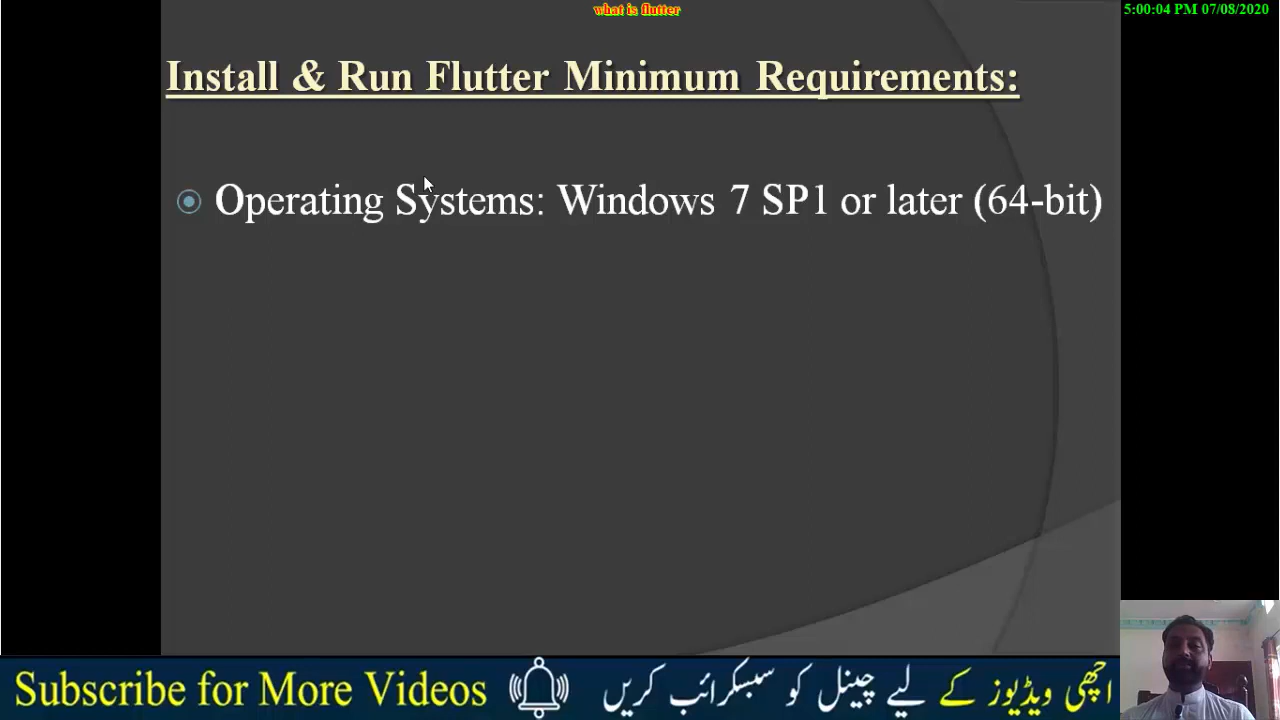 what is flutter
5:00:04 PM 07/08/2020
Install & Run Flutter Minimum Requirements:
Operating Systems: Windows 7 SP1 or later (64-bit)
Subscribe for More Videos
اچھی ویڈیوز کے لیے چینل کو سبسکرائب کریں